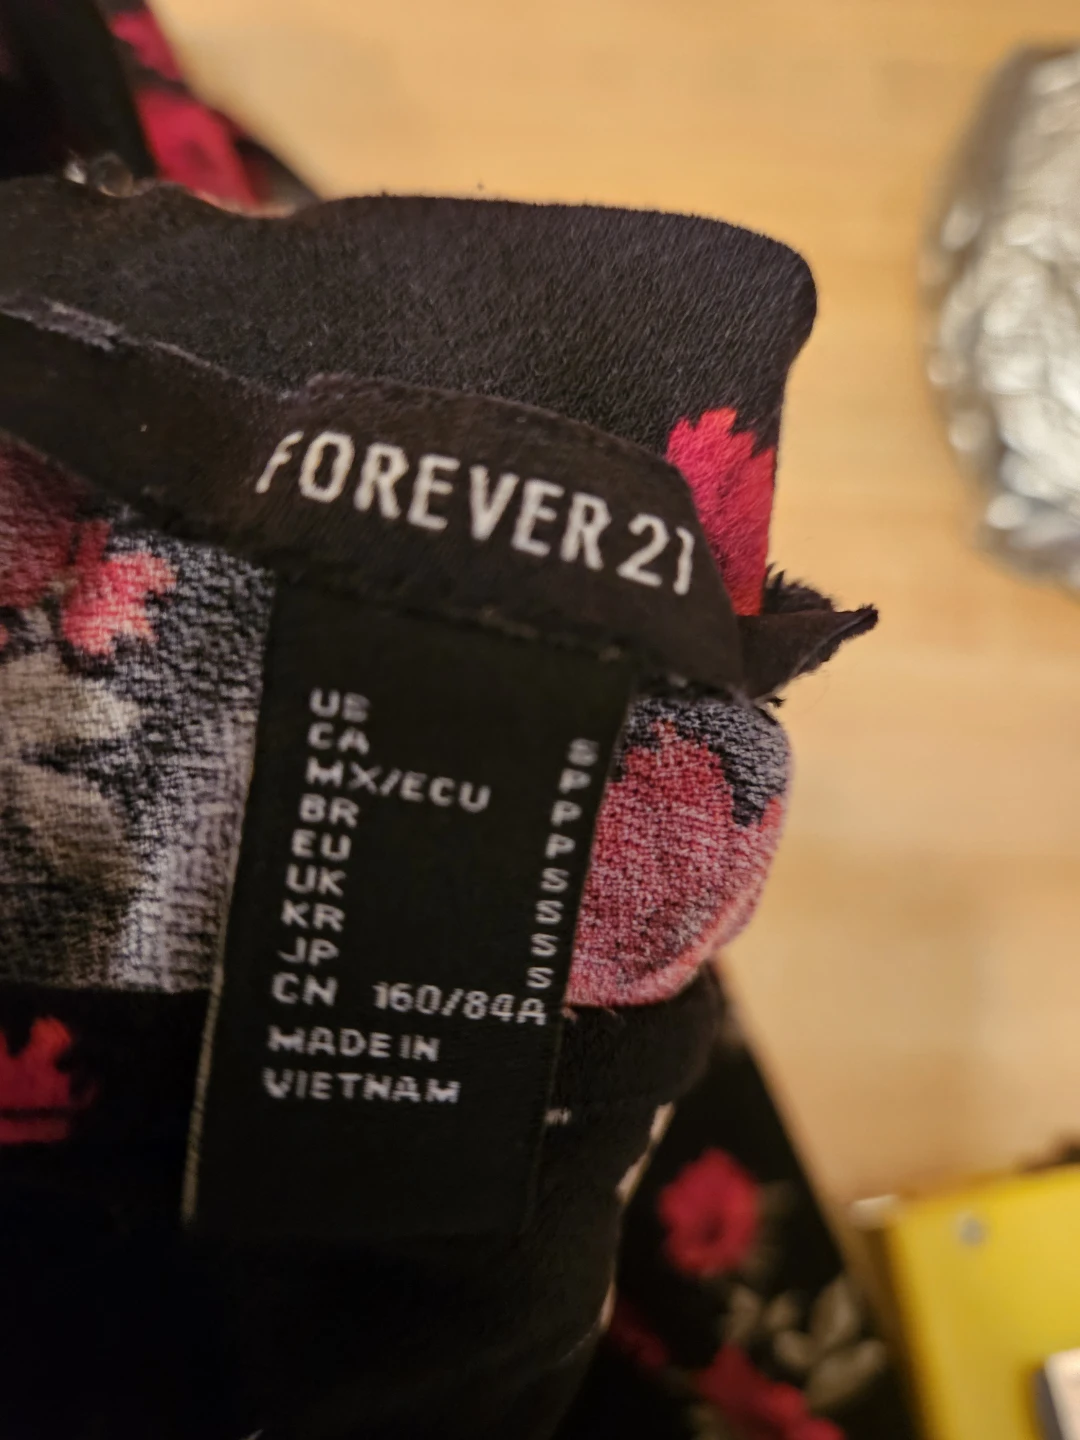 FOREVER 21
US S
CA P
MX/ECU P
BR P
EU S
UK S
KR S
JP S
CN 160/84A
MADE IN
VIETNAM